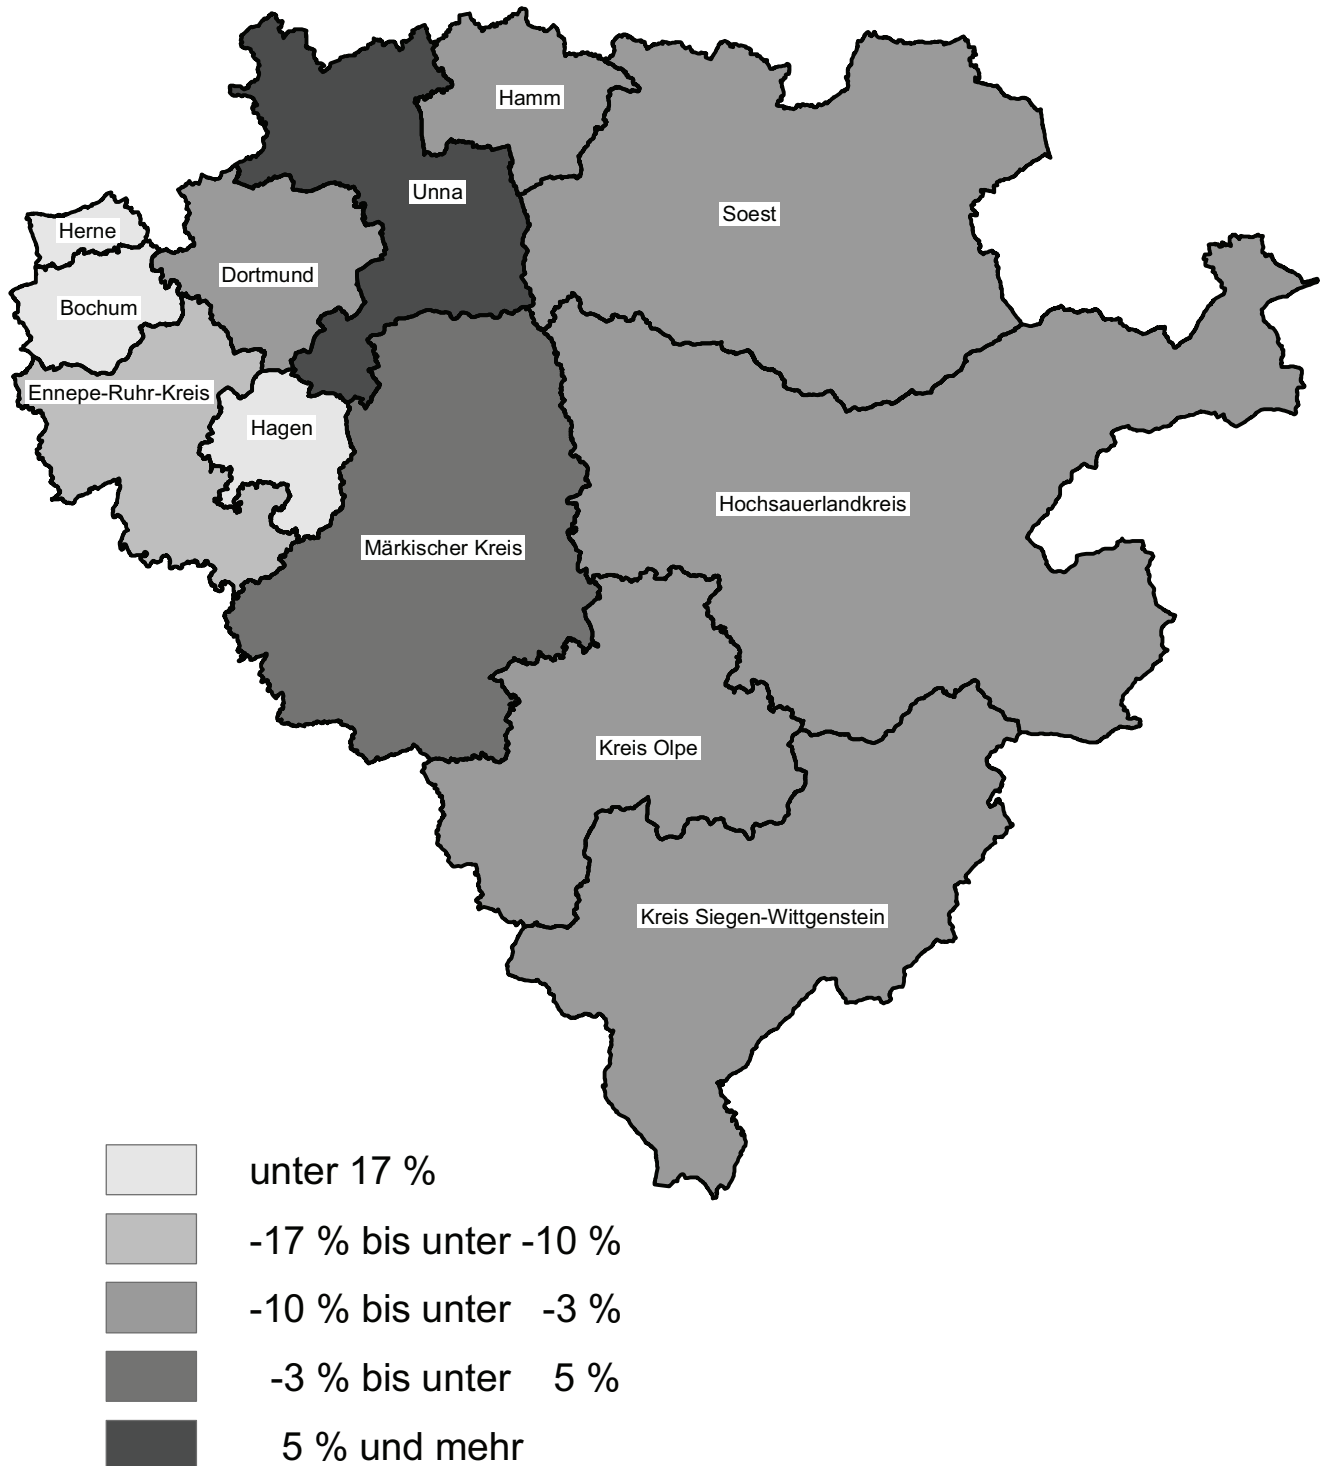 Hamm
Unna
Soest
Herne
Dortmund
Bochum
Ennepe-Ruhr-Kreis
Hagen
Hochsauerlandkreis
Märkischer Kreis
Kreis Olpe
Kreis Siegen-Wittgenstein
unter 17 %
-17 % bis unter -10 %
-10 % bis unter -3 %
-3 % bis unter 5 %
5 % und mehr